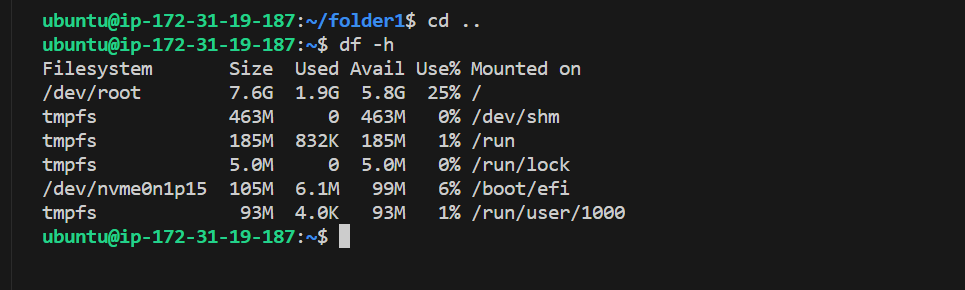 ubuntu@ip-172-31-19-187:~/folder1$ cd ..
ubuntu@ip-172-31-19-187:~$ df -h
Filesystem       Size  Used Avail Use% Mounted on
/dev/root        7.6G  1.9G  5.8G  25% /
tmpfs            463M     0  463M   0% /dev/shm
tmpfs            185M  832K  185M   1% /run
tmpfs            5.0M     0  5.0M   0% /run/lock
/dev/nvme0n1p15  105M  6.1M   99M   6% /boot/efi
tmpfs             93M  4.0K   93M   1% /run/user/1000
ubuntu@ip-172-31-19-187:~$